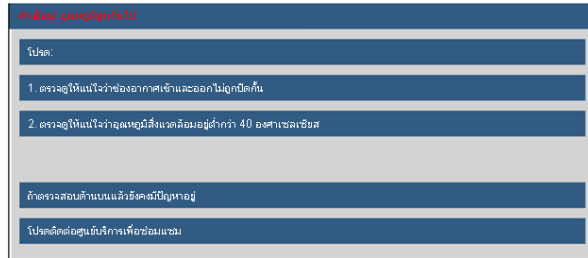 คำเตือน: อุณหภูมิสูงเกินไป
โปรด:
1. ตรวจดูให้แน่ใจว่าช่องอากาศเข้าและออกไม่ถูกปิดกั้น
2. ตรวจดูให้แน่ใจว่าอุณหภูมิสิ่งแวดล้อมอยู่ต่ำกว่า 40 องศาเซลเซียส
ถ้าตรวจสอบด้านบนแล้วยังคงมีปัญหาอยู่
โปรดติดต่อศูนย์บริการเพื่อซ่อมแซม